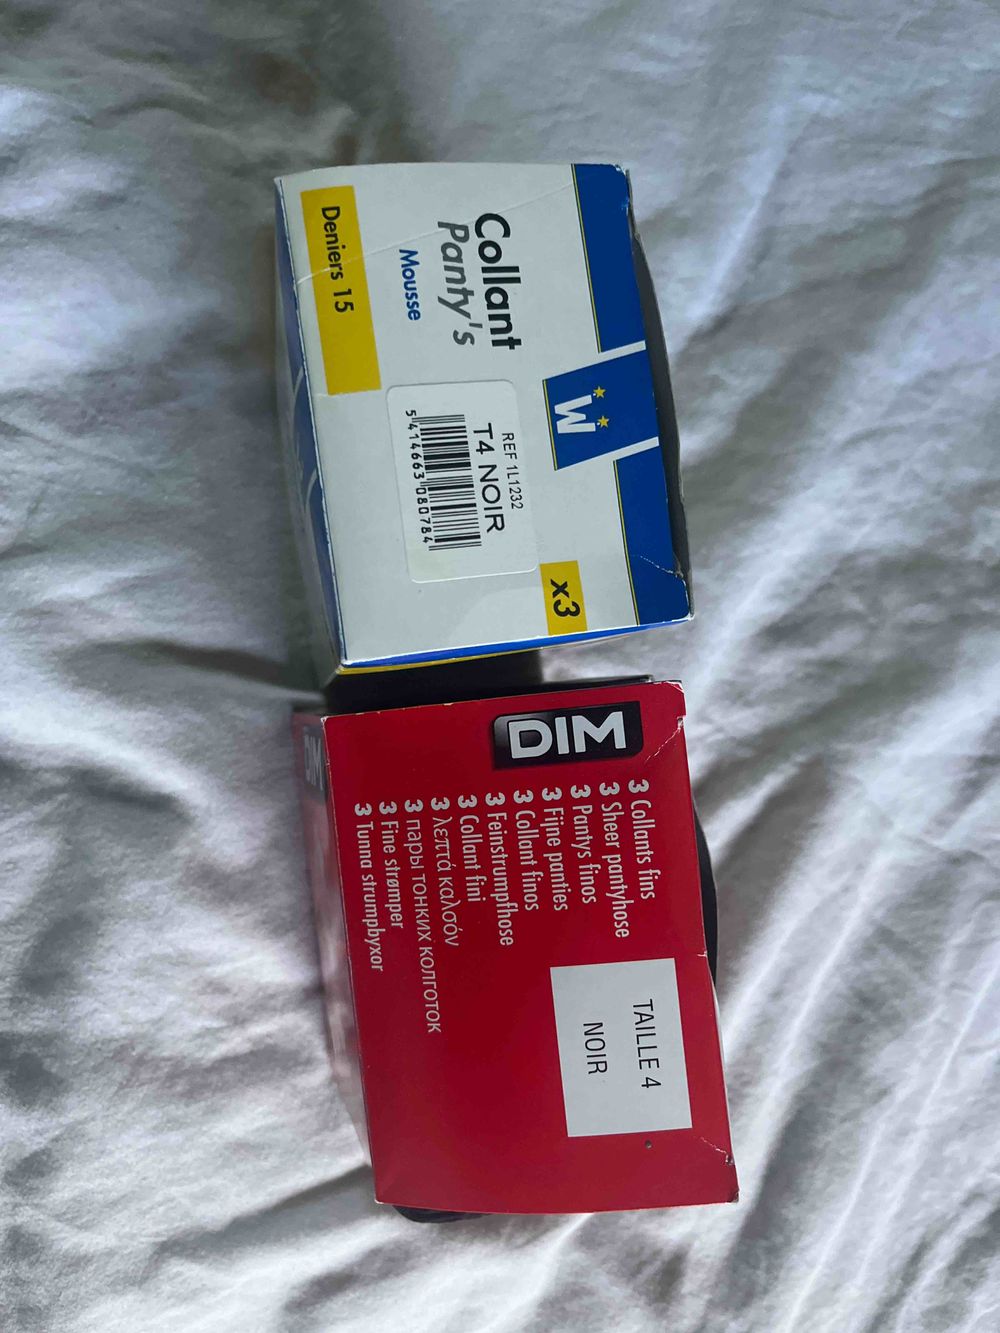 W
Collant
Panty's
Mousse
Deniers 15
REF 1L1232
T4 NOIR
5 414663 080784
x3
DIM
3 Collants fins
3 Sheer pantyhose
3 Pantys finos
3 Fijne panties
3 Collant finos
3 Feinstrumpfhose
3 Collant fini
3 λεπτά καλσόν
3 пары тонких колготок
3 Fine strømper
3 Tunna strumpbyxor
TAILLE 4
NOIR
DIM